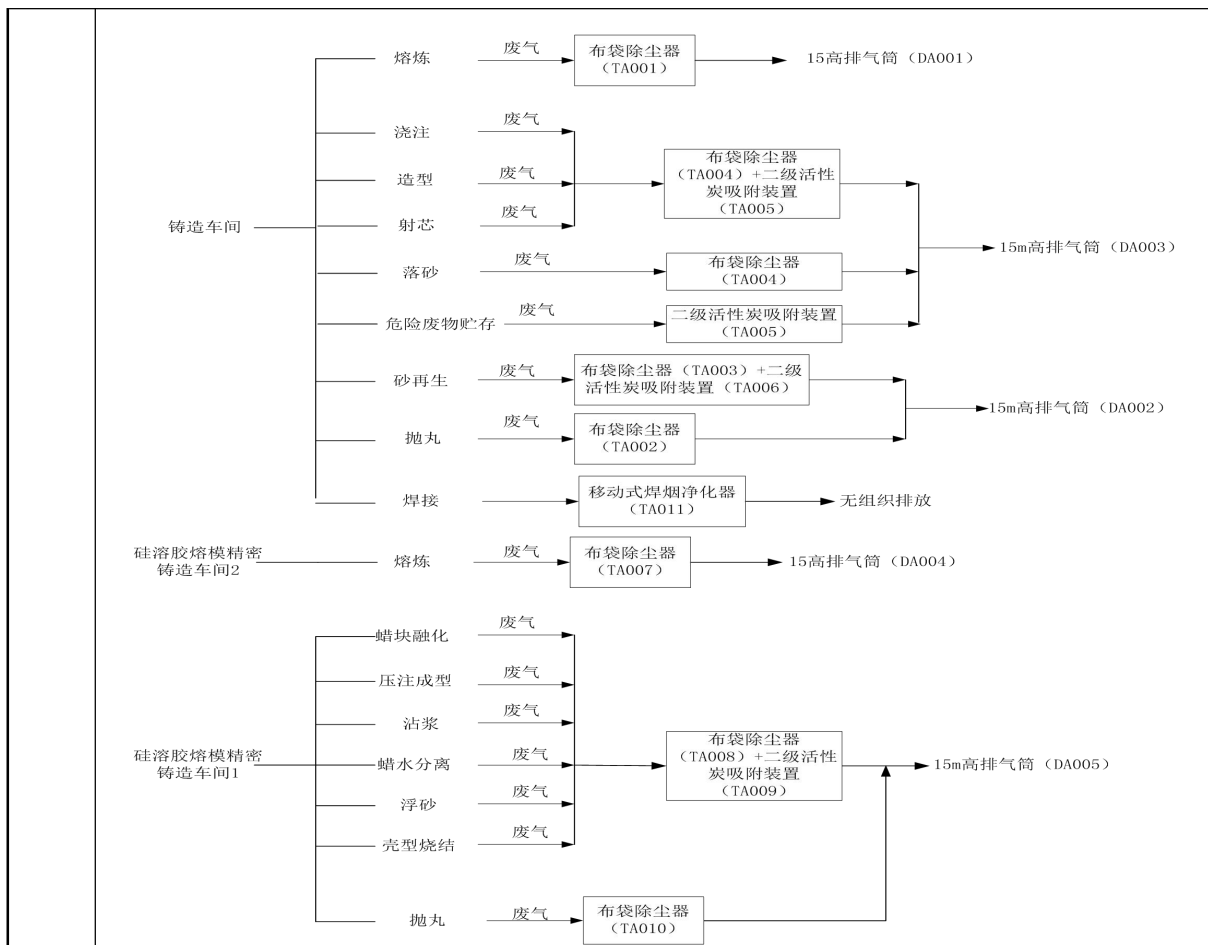 熔炼
废气
布袋除尘器
（TA001）
15高排气筒（DA001）
浇注
废气
造型
废气
射芯
废气
布袋除尘器
（TA004）+二级活性
炭吸附装置
（TA005）
铸造车间
落砂
废气
布袋除尘器
（TA004）
15m高排气筒（DA003）
危险废物贮存
废气
二级活性炭吸附装置
（TA005）
砂再生
废气
布袋除尘器（TA003）+二级
活性炭吸附装置（TA006）
抛丸
废气
布袋除尘器
（TA002）
15m高排气筒（DA002）
焊接
移动式焊烟净化器
（TA011）
无组织排放
硅溶胶熔模精密
铸造车间2
熔炼
废气
布袋除尘器
（TA007）
15高排气筒（DA004）
蜡块融化
废气
压注成型
废气
沾浆
废气
硅溶胶熔模精密
铸造车间1
蜡水分离
废气
浮砂
废气
壳型烧结
废气
布袋除尘器
（TA008）+二级活性
炭吸附装置
（TA009）
15m高排气筒（DA005）
抛丸
废气
布袋除尘器
（TA010）